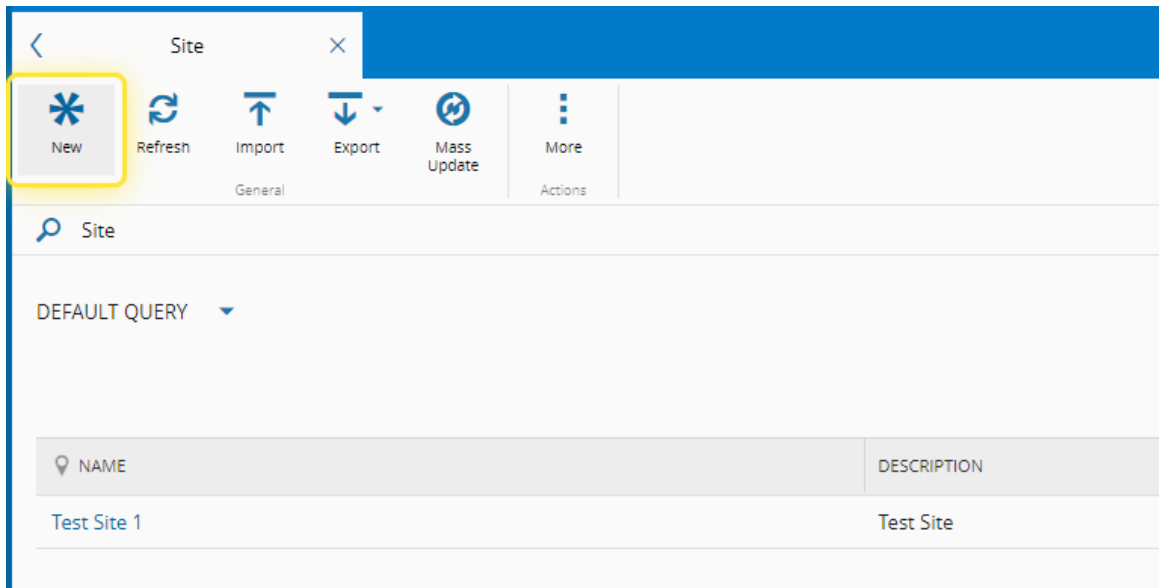 Site
New
Refresh
Import
Export
Mass
Update
More
General
Actions
Site
DEFAULT QUERY
NAME
DESCRIPTION
Test Site 1
Test Site